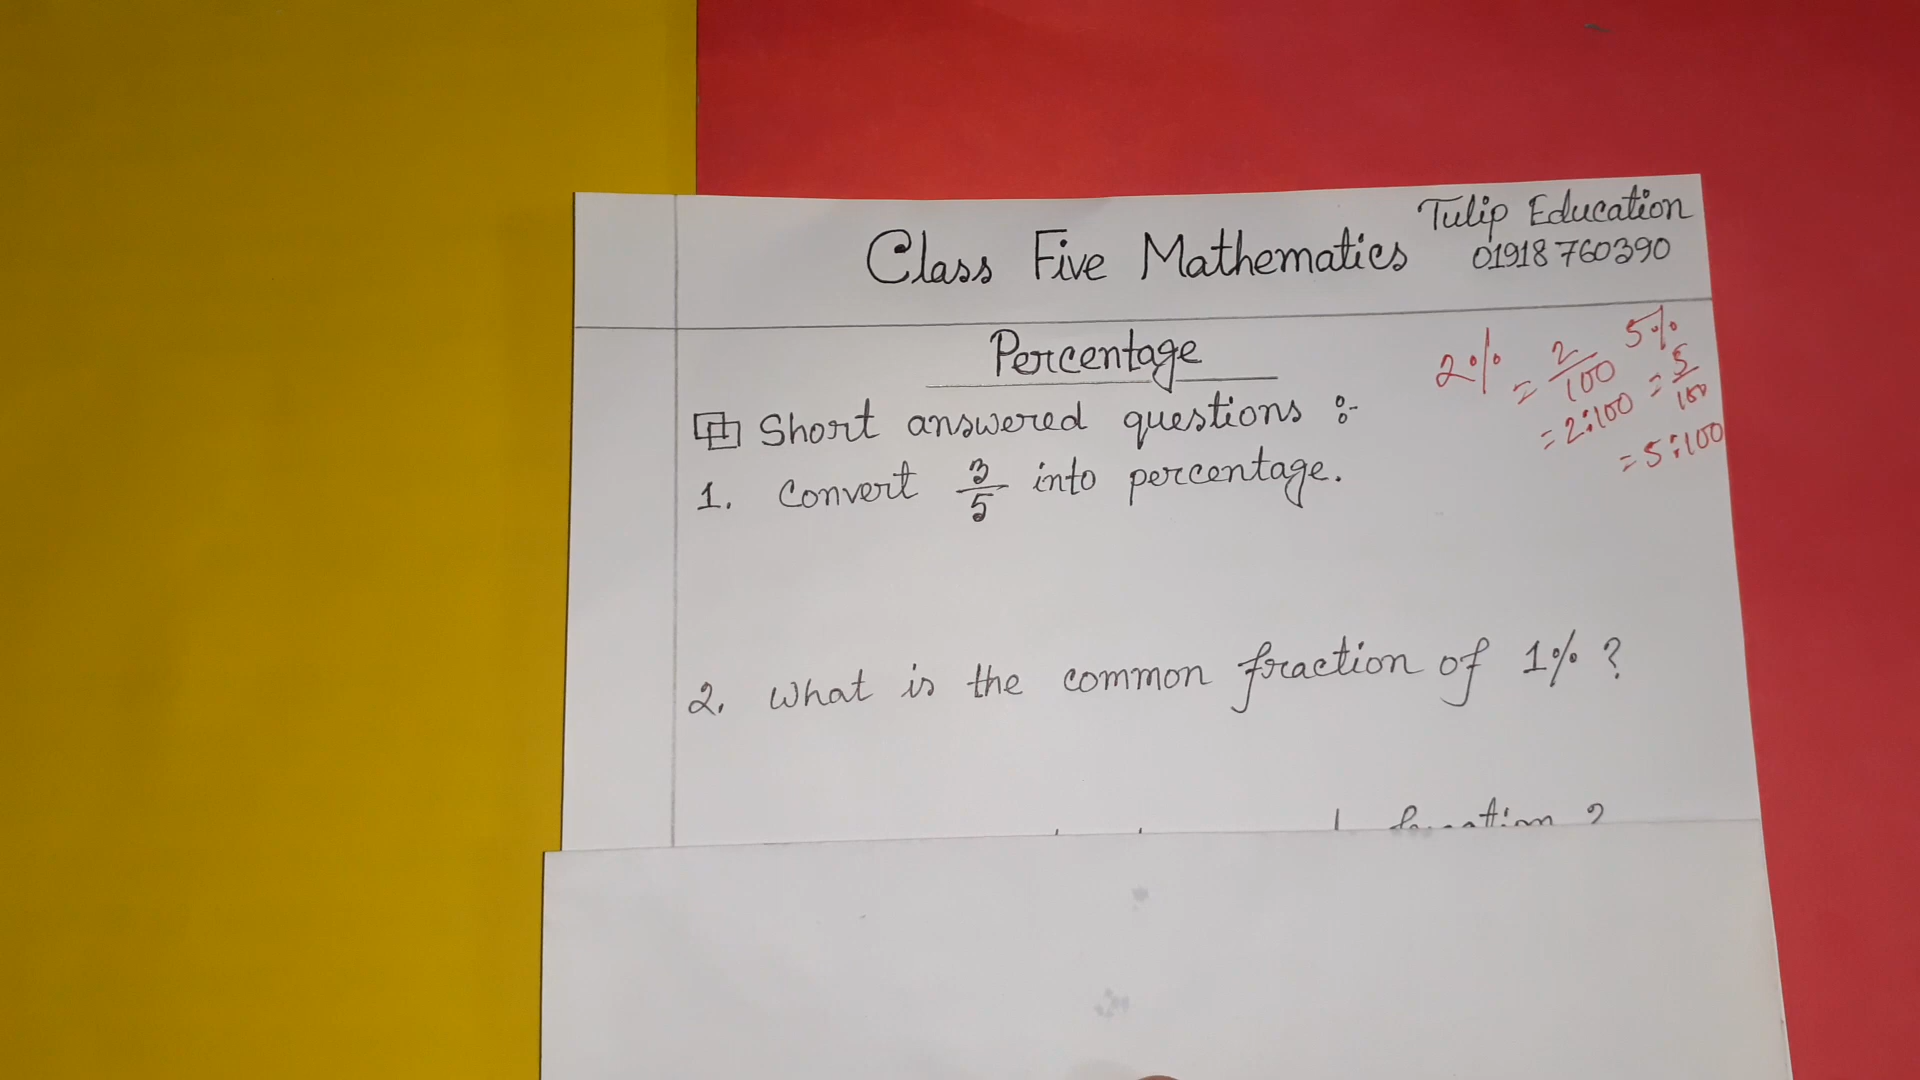 Tulip Education
Class Five Mathematics 01918 760390
Percentage
Short answered questions :-
1. Convert 3/5 into percentage.
2% = 2/100
= 2:100
5%
= 5/100
= 5:100
2. What is the common fraction of 1% ?